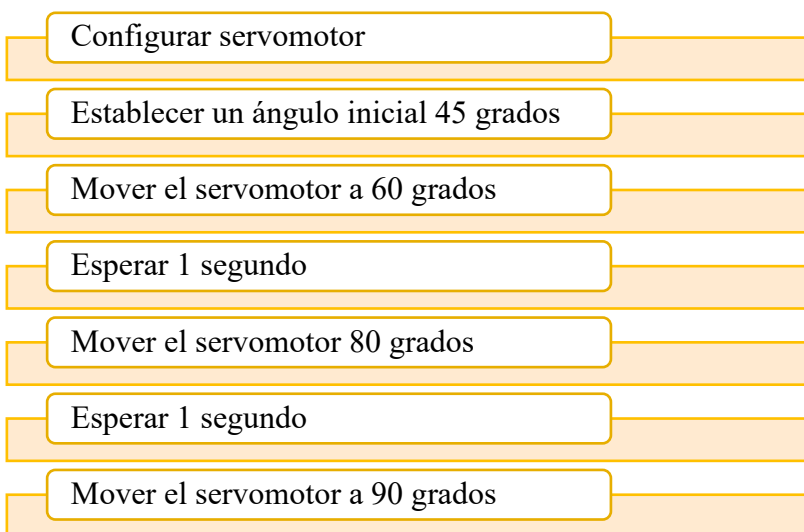 Configurar servomotor
Establecer un ángulo inicial 45 grados
Mover el servomotor a 60 grados
Esperar 1 segundo
Mover el servomotor 80 grados
Esperar 1 segundo
Mover el servomotor a 90 grados